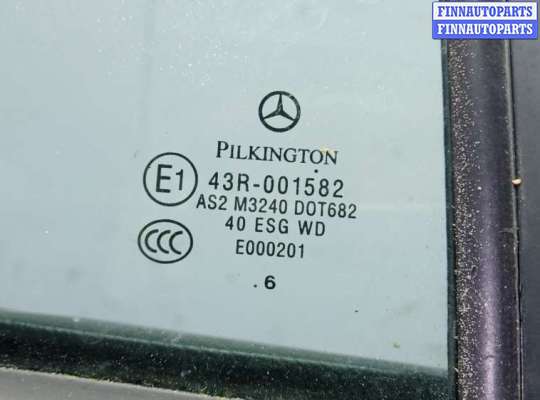 FINNAUTOPARTS
FINNAUTOPARTS
PILKINGTON
E1 43R-001582
AS2 M3240 DOT682
40 ESG WD
CCC
E000201
. 6